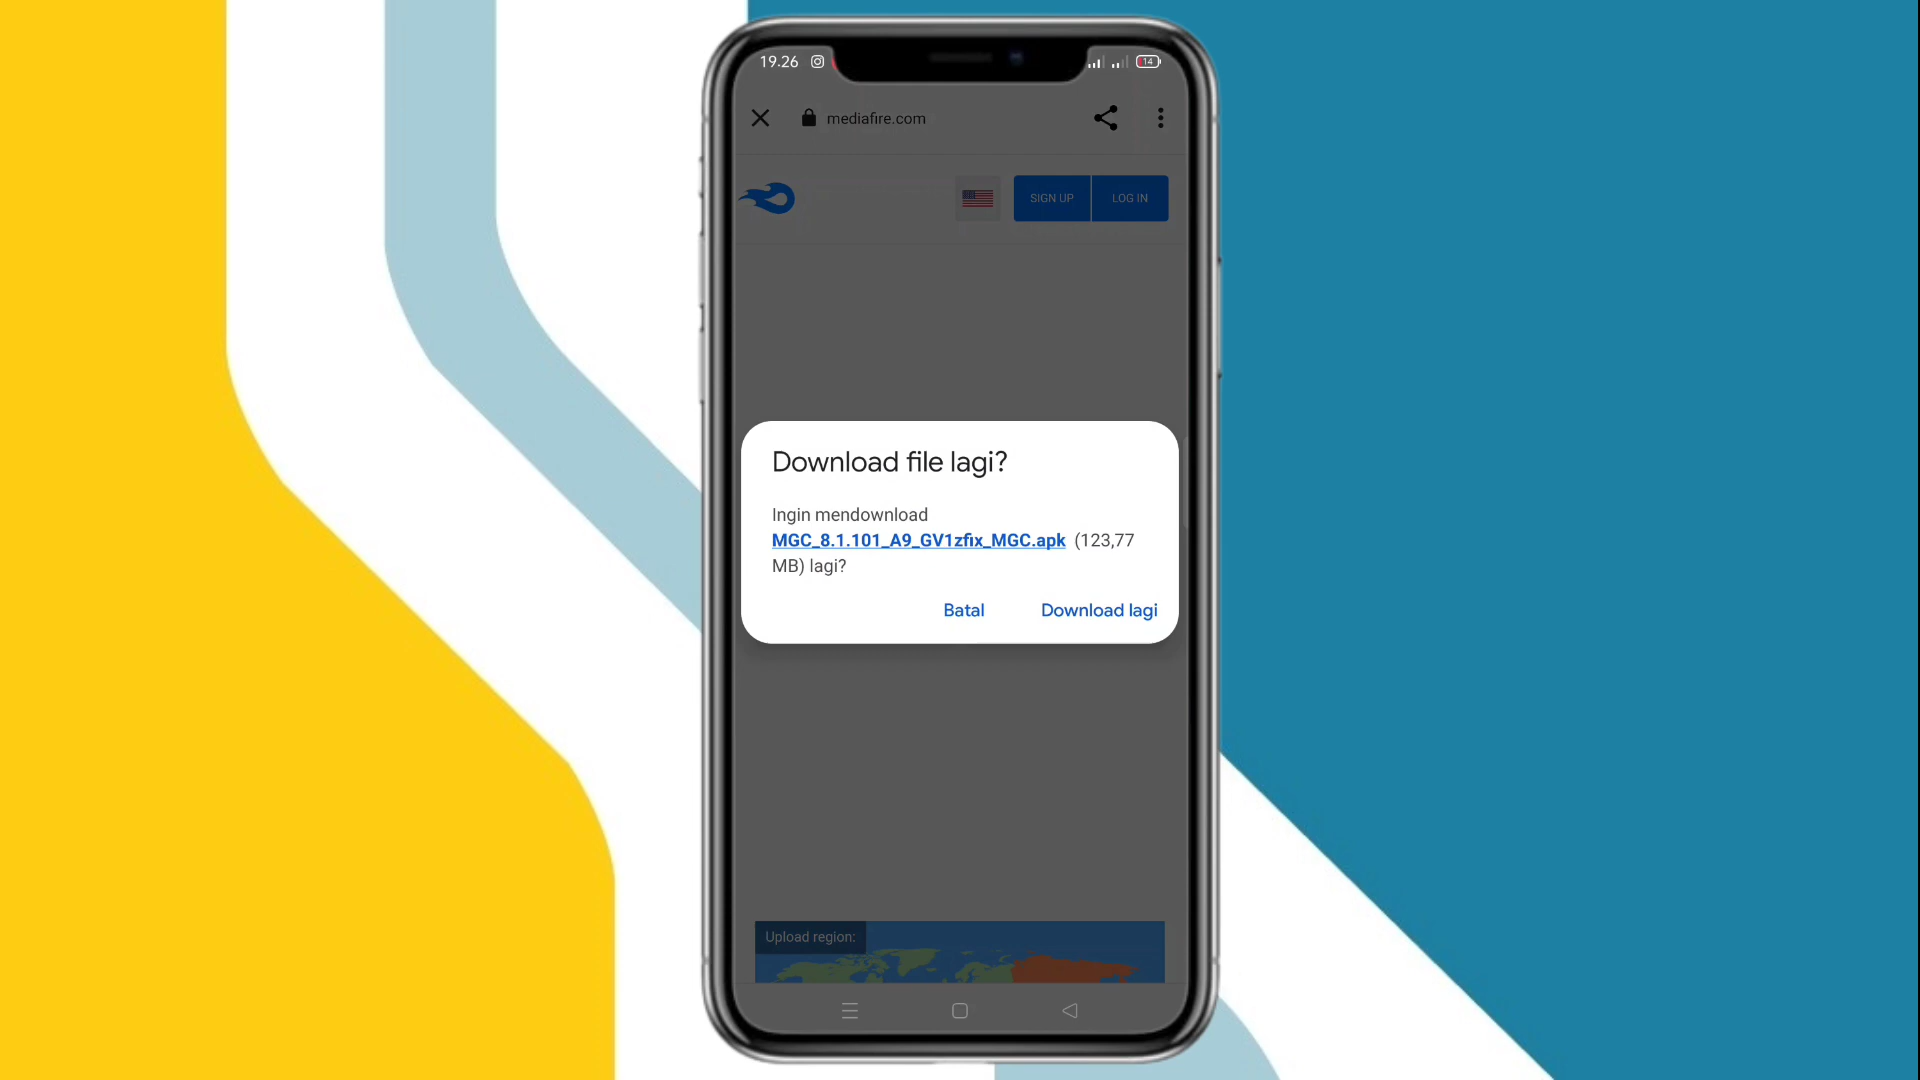 19.26
14
mediafire.com
SIGN UP
LOG IN
Download file lagi?
Ingin mendownload
MGC_8.1.101_A9_GV1zfix_MGC.apk (123,77
MB) lagi?
Batal
Download lagi
Upload region: